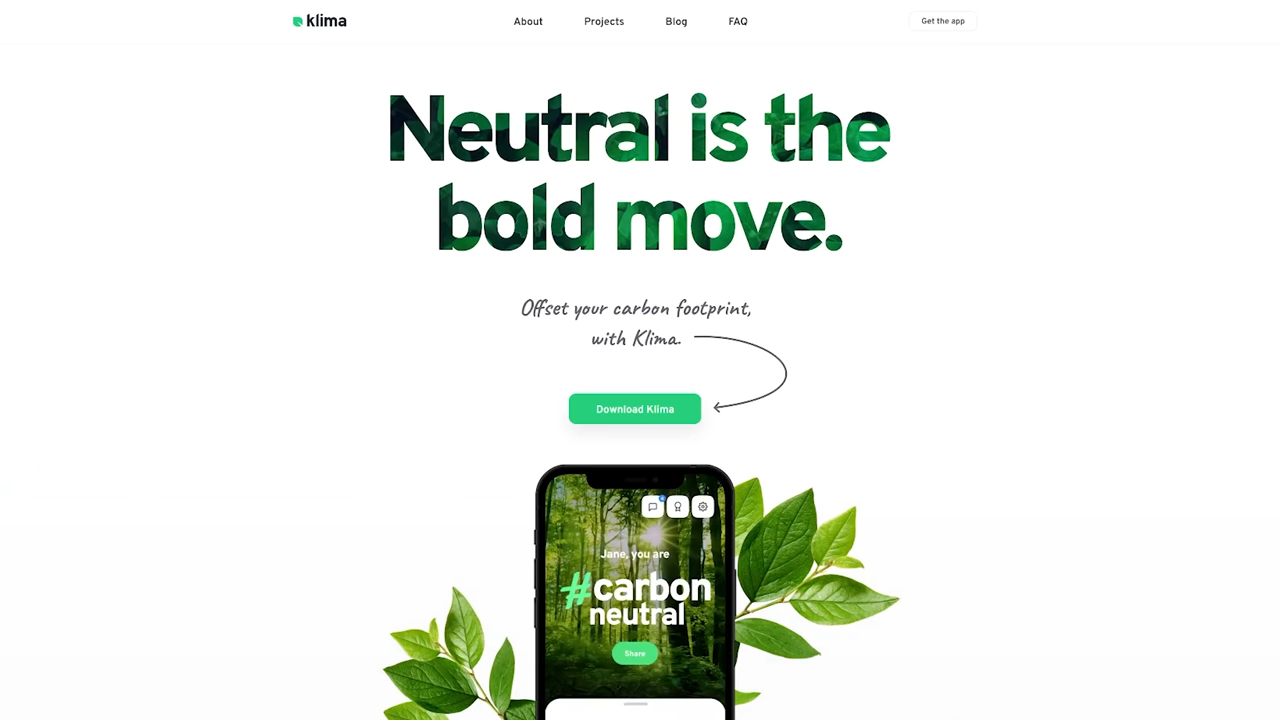 klima
About
Projects
Blog
FAQ
Get the app
Neutral is the
bold move.
Offset your carbon footprint,
with Klima.
Download Klima
Jane, you are
#carbon
neutral
Share